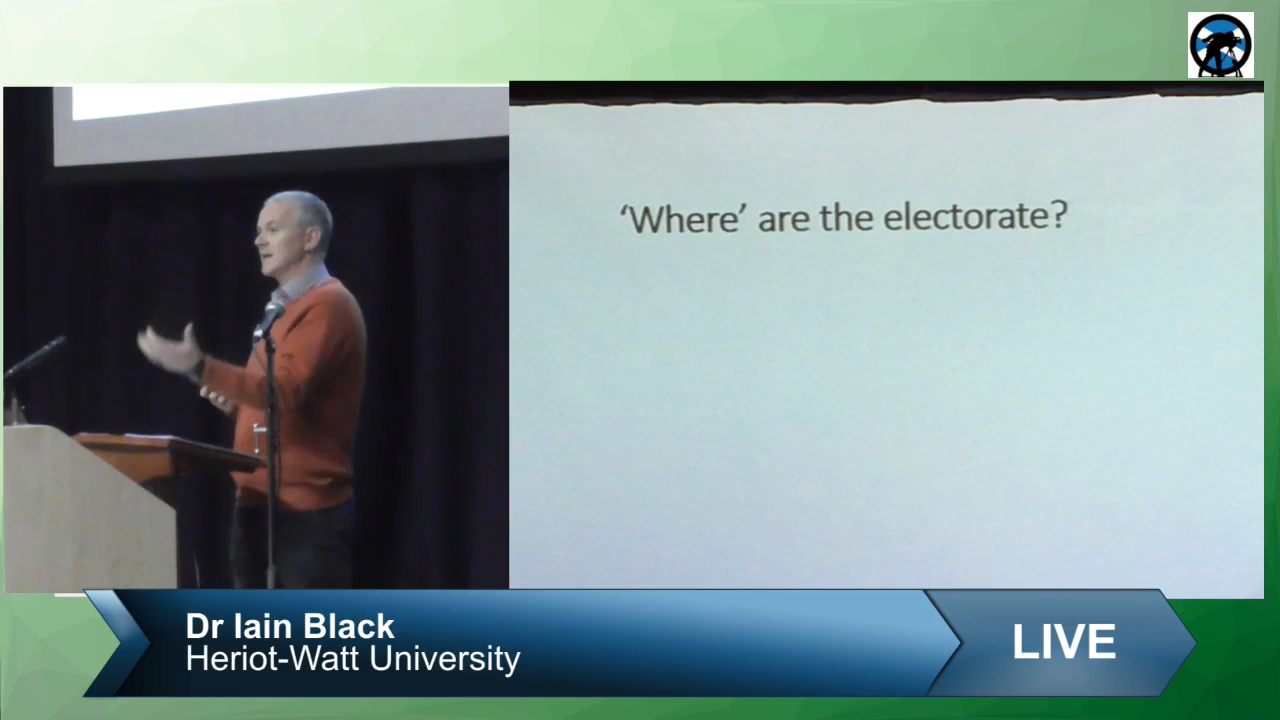 ‘Where’ are the electorate?
Dr Iain Black
Heriot-Watt University
LIVE